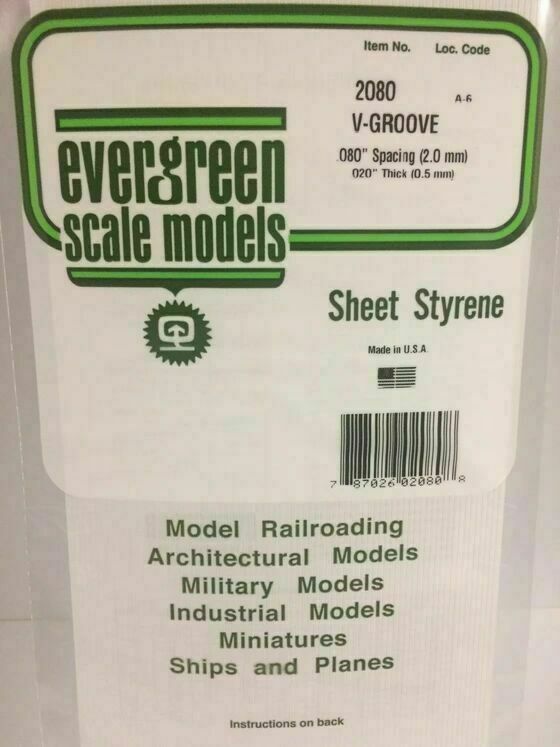 Item No. Loc. Code
2080 A-6
V-GROOVE
.080" Spacing (2.0 mm)
.020" Thick (0.5 mm)
evergreen
scale models
Sheet Styrene
Made in U.S.A.
7 87026 02080 8
Model Railroading
Architectural Models
Military Models
Industrial Models
Miniatures
Ships and Planes
Instructions on back